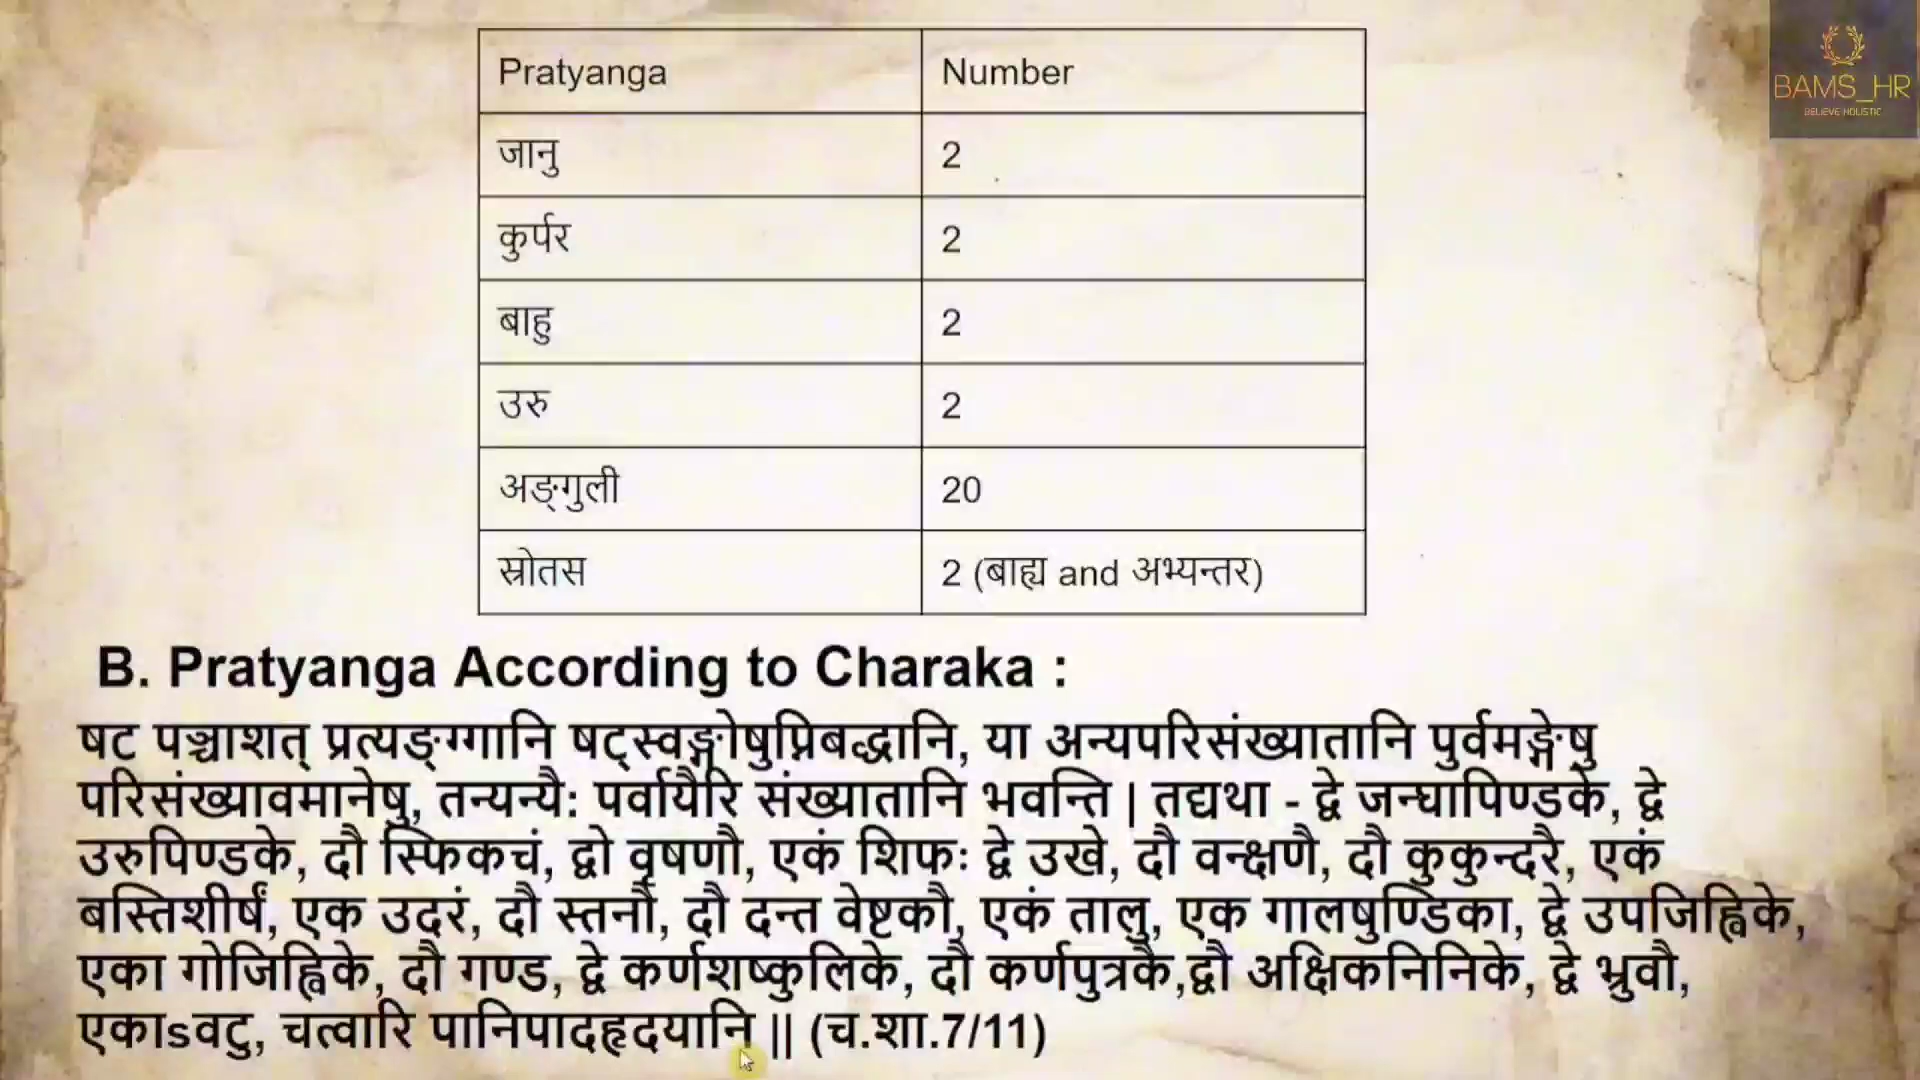 BAMS_HR
BELIEVE HOLISTIC
Pratyanga Number
जानु 2
कुर्पर 2
बाहु 2
उरु 2
अङ्गुली 20
स्रोतस 2 (बाह्य and अभ्यन्तर)
B. Pratyanga According to Charaka :
षट पञ्चाशत् प्रत्यङ्ग्गानि षट्स्वङ्गोषुप्निबद्धानि, या अन्यपरिसंख्यातानि पुर्वमङ्गेषु
परिसंख्यावमानेषु, तन्यन्यै: पर्वायैरि संख्यातानि भवन्ति | तद्यथा - द्वे जन्घापिण्डके, द्वे
उरुपिण्डके, दौ स्फिकचं, द्वो वृषणौ, एकं शिफः द्वे उखे, दौ वन्क्षणै, दौ कुकुन्दरै, एकं
बस्तिशीर्षं, एक उदरं, दौ स्तनौ, दौ दन्त वेष्टकौ, एकं तालु, एक गालषुण्डिका, द्वे उपजिह्विके,
एका गोजिह्विके, दौ गण्ड, द्वे कर्णशष्कुलिके, दौ कर्णपुत्रकै,द्वौ अक्षिकनिनिके, द्वे भ्रुवौ,
एकाsवटु, चत्वारि पानिपादहृदयानि || (च.शा.7/11)